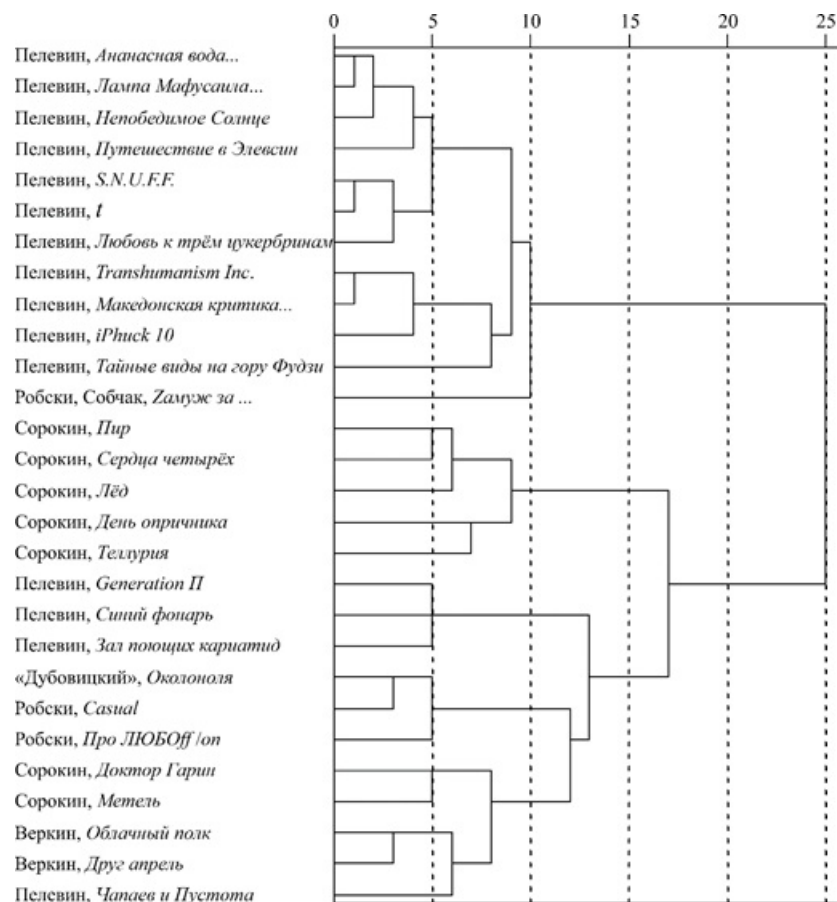 0 5 10 15 20 25
Пелевин, Ананасная вода...
Пелевин, Лампа Мафусаила...
Пелевин, Непобедимое Солнце
Пелевин, Путешествие в Элевсин
Пелевин, S.N.U.F.F.
Пелевин, t
Пелевин, Любовь к трём цукербринам
Пелевин, Transhumanism Inc.
Пелевин, Македонская критика...
Пелевин, iPhuck 10
Пелевин, Тайные виды на гору Фудзи
Робски, Собчак, Zамуж за ...
Сорокин, Пир
Сорокин, Сердца четырёх
Сорокин, Лёд
Сорокин, День опричника
Сорокин, Теллурия
Пелевин, Generation П
Пелевин, Синий фонарь
Пелевин, Зал поющих кариатид
«Дубовицкий», Околоноля
Робски, Casual
Робски, Про ЛЮБOff /on
Сорокин, Доктор Гарин
Сорокин, Метель
Веркин, Облачный полк
Веркин, Друг апрель
Пелевин, Чапаев и Пустота